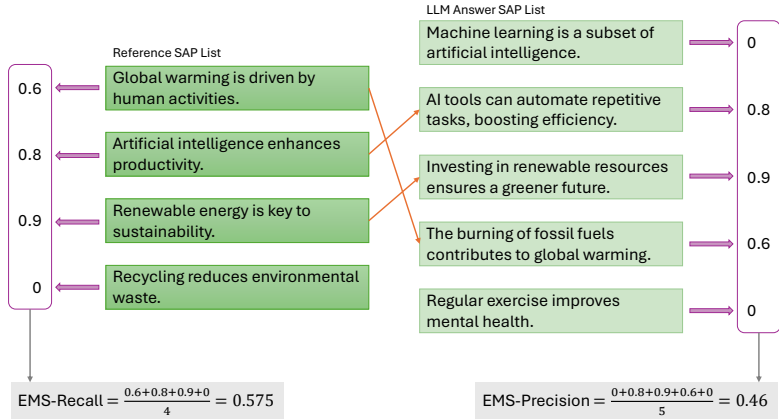 Reference SAP List
0.6
Global warming is driven by
human activities.
0.8
Artificial intelligence enhances
productivity.
0.9
Renewable energy is key to
sustainability.
0
Recycling reduces environmental
waste.
EMS-Recall = \frac{0.6+0.8+0.9+0}{4} = 0.575
LLM Answer SAP List
Machine learning is a subset of
artificial intelligence.
0
AI tools can automate repetitive
tasks, boosting efficiency.
0.8
Investing in renewable resources
ensures a greener future.
0.9
The burning of fossil fuels
contributes to global warming.
0.6
Regular exercise improves
mental health.
0
EMS-Precision = \frac{0+0.8+0.9+0.6+0}{5} = 0.46